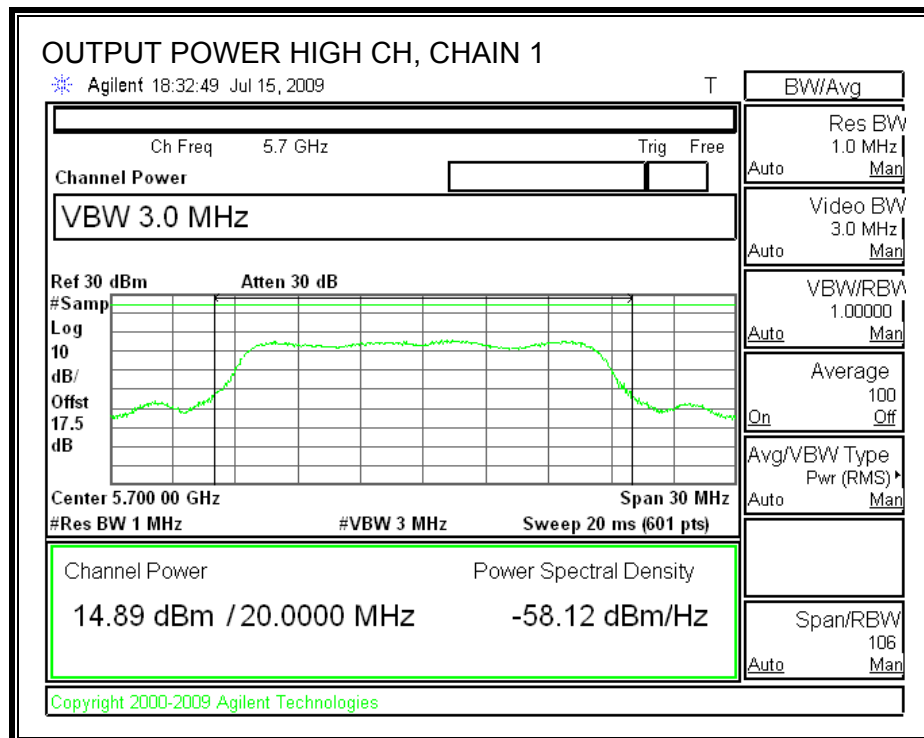 OUTPUT POWER HIGH CH, CHAIN 1
Agilent 18:32:49 Jul 15, 2009 T
Ch Freq 5.7 GHz Trig Free
Channel Power
VBW 3.0 MHz
Ref 30 dBm Atten 30 dB
#Samp
Log
10
dB/
Offst
17.5
dB
Center 5.700 00 GHz Span 30 MHz
#Res BW 1 MHz #VBW 3 MHz Sweep 20 ms (601 pts)
Channel Power Power Spectral Density
14.89 dBm / 20.0000 MHz -58.12 dBm/Hz
Copyright 2000-2009 Agilent Technologies
BW/Avg
Res BW
1.0 MHz
Auto Man
Video BW
3.0 MHz
Auto Man
VBW/RBW
1.00000
Auto Man
Average
100
On Off
Avg/VBW Type
Pwr (RMS)
Auto Man
Span/RBW
106
Auto Man